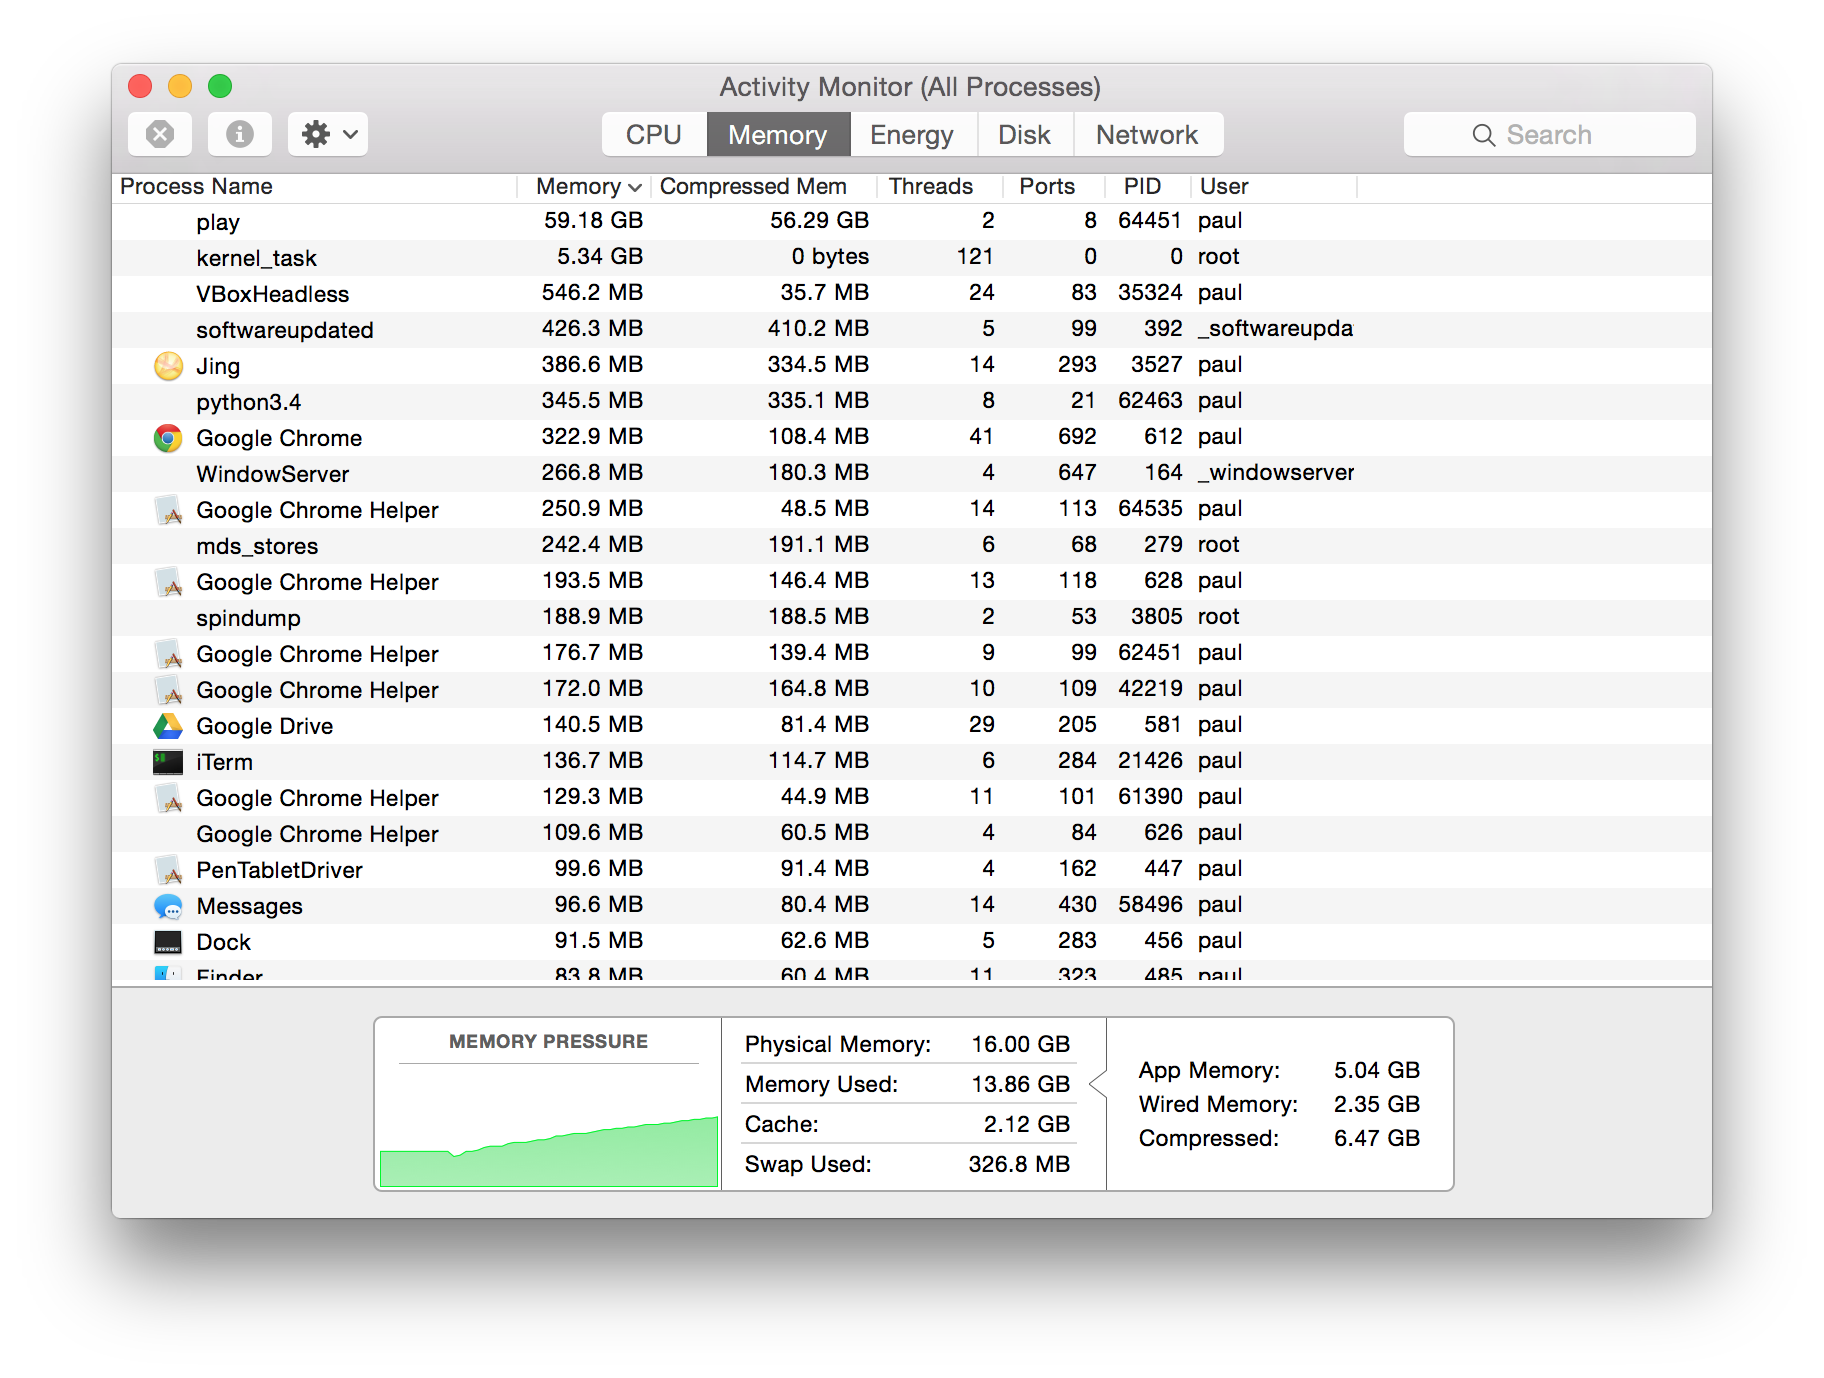 Activity Monitor (All Processes)
CPU Memory Energy Disk Network Search
Process Name Memory Compressed Mem Threads Ports PID User
play 59.18 GB 56.29 GB 2 8 64451 paul
kernel_task 5.34 GB 0 bytes 121 0 0 root
VBoxHeadless 546.2 MB 35.7 MB 24 83 35324 paul
softwareupdated 426.3 MB 410.2 MB 5 99 392 _softwareupda
Jing 386.6 MB 334.5 MB 14 293 3527 paul
python3.4 345.5 MB 335.1 MB 8 21 62463 paul
Google Chrome 322.9 MB 108.4 MB 41 692 612 paul
WindowServer 266.8 MB 180.3 MB 4 647 164 _windowserver
Google Chrome Helper 250.9 MB 48.5 MB 14 113 64535 paul
mds_stores 242.4 MB 191.1 MB 6 68 279 root
Google Chrome Helper 193.5 MB 146.4 MB 13 118 628 paul
spindump 188.9 MB 188.5 MB 2 53 3805 root
Google Chrome Helper 176.7 MB 139.4 MB 9 99 62451 paul
Google Chrome Helper 172.0 MB 164.8 MB 10 109 42219 paul
Google Drive 140.5 MB 81.4 MB 29 205 581 paul
iTerm 136.7 MB 114.7 MB 6 284 21426 paul
Google Chrome Helper 129.3 MB 44.9 MB 11 101 61390 paul
Google Chrome Helper 109.6 MB 60.5 MB 4 84 626 paul
PenTabletDriver 99.6 MB 91.4 MB 4 162 447 paul
Messages 96.6 MB 80.4 MB 14 430 58496 paul
Dock 91.5 MB 62.6 MB 5 283 456 paul
Finder 83.8 MB 60.4 MB 11 323 485 paul
MEMORY PRESSURE
Physical Memory: 16.00 GB
Memory Used: 13.86 GB
Cache: 2.12 GB
Swap Used: 326.8 MB
App Memory: 5.04 GB
Wired Memory: 2.35 GB
Compressed: 6.47 GB